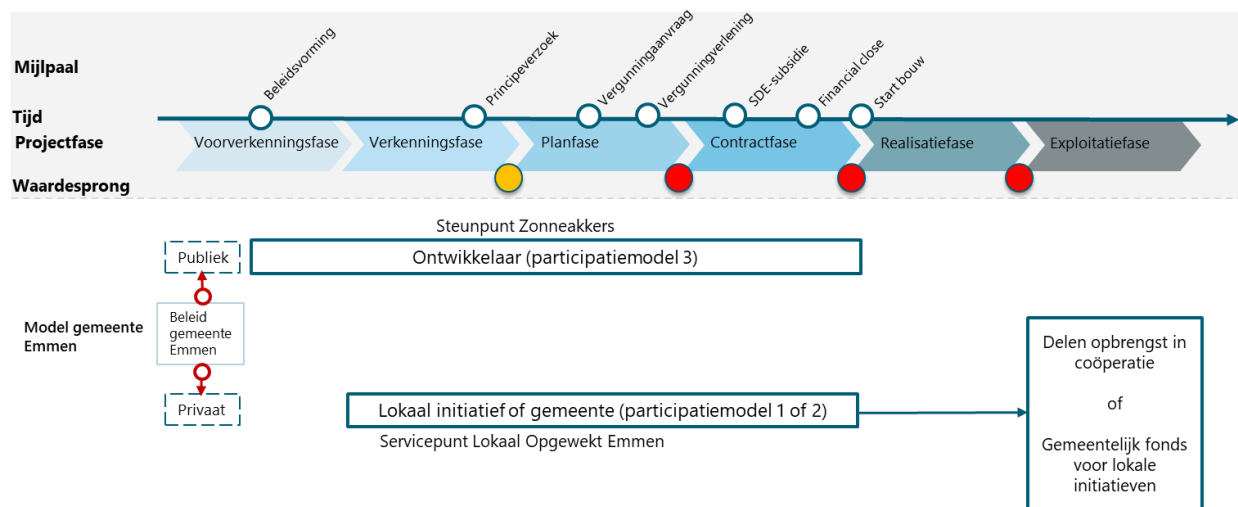 Mijlpaal
Beleidsvorming
Principeverzoek
Vergunningaanvraag
Vergunningverlening
SDE-subsidie
Financial close
Start bouw
Tijd
Projectfase
Voorverkenningsfase
Verkenningsfase
Planfase
Contractfase
Realisatiefase
Exploitatiefase
Waardesprong
Steunpunt Zonneakkers
Publiek
Ontwikkelaar (participatiemodel 3)
Model gemeente
Emmen
Beleid
gemeente
Emmen
Privaat
Lokaal initiatief of gemeente (participatiemodel 1 of 2)
Servicepunt Lokaal Opgewekt Emmen
Delen opbrengst in
coöperatie
of
Gemeentelijk fonds
voor lokale
initiatieven